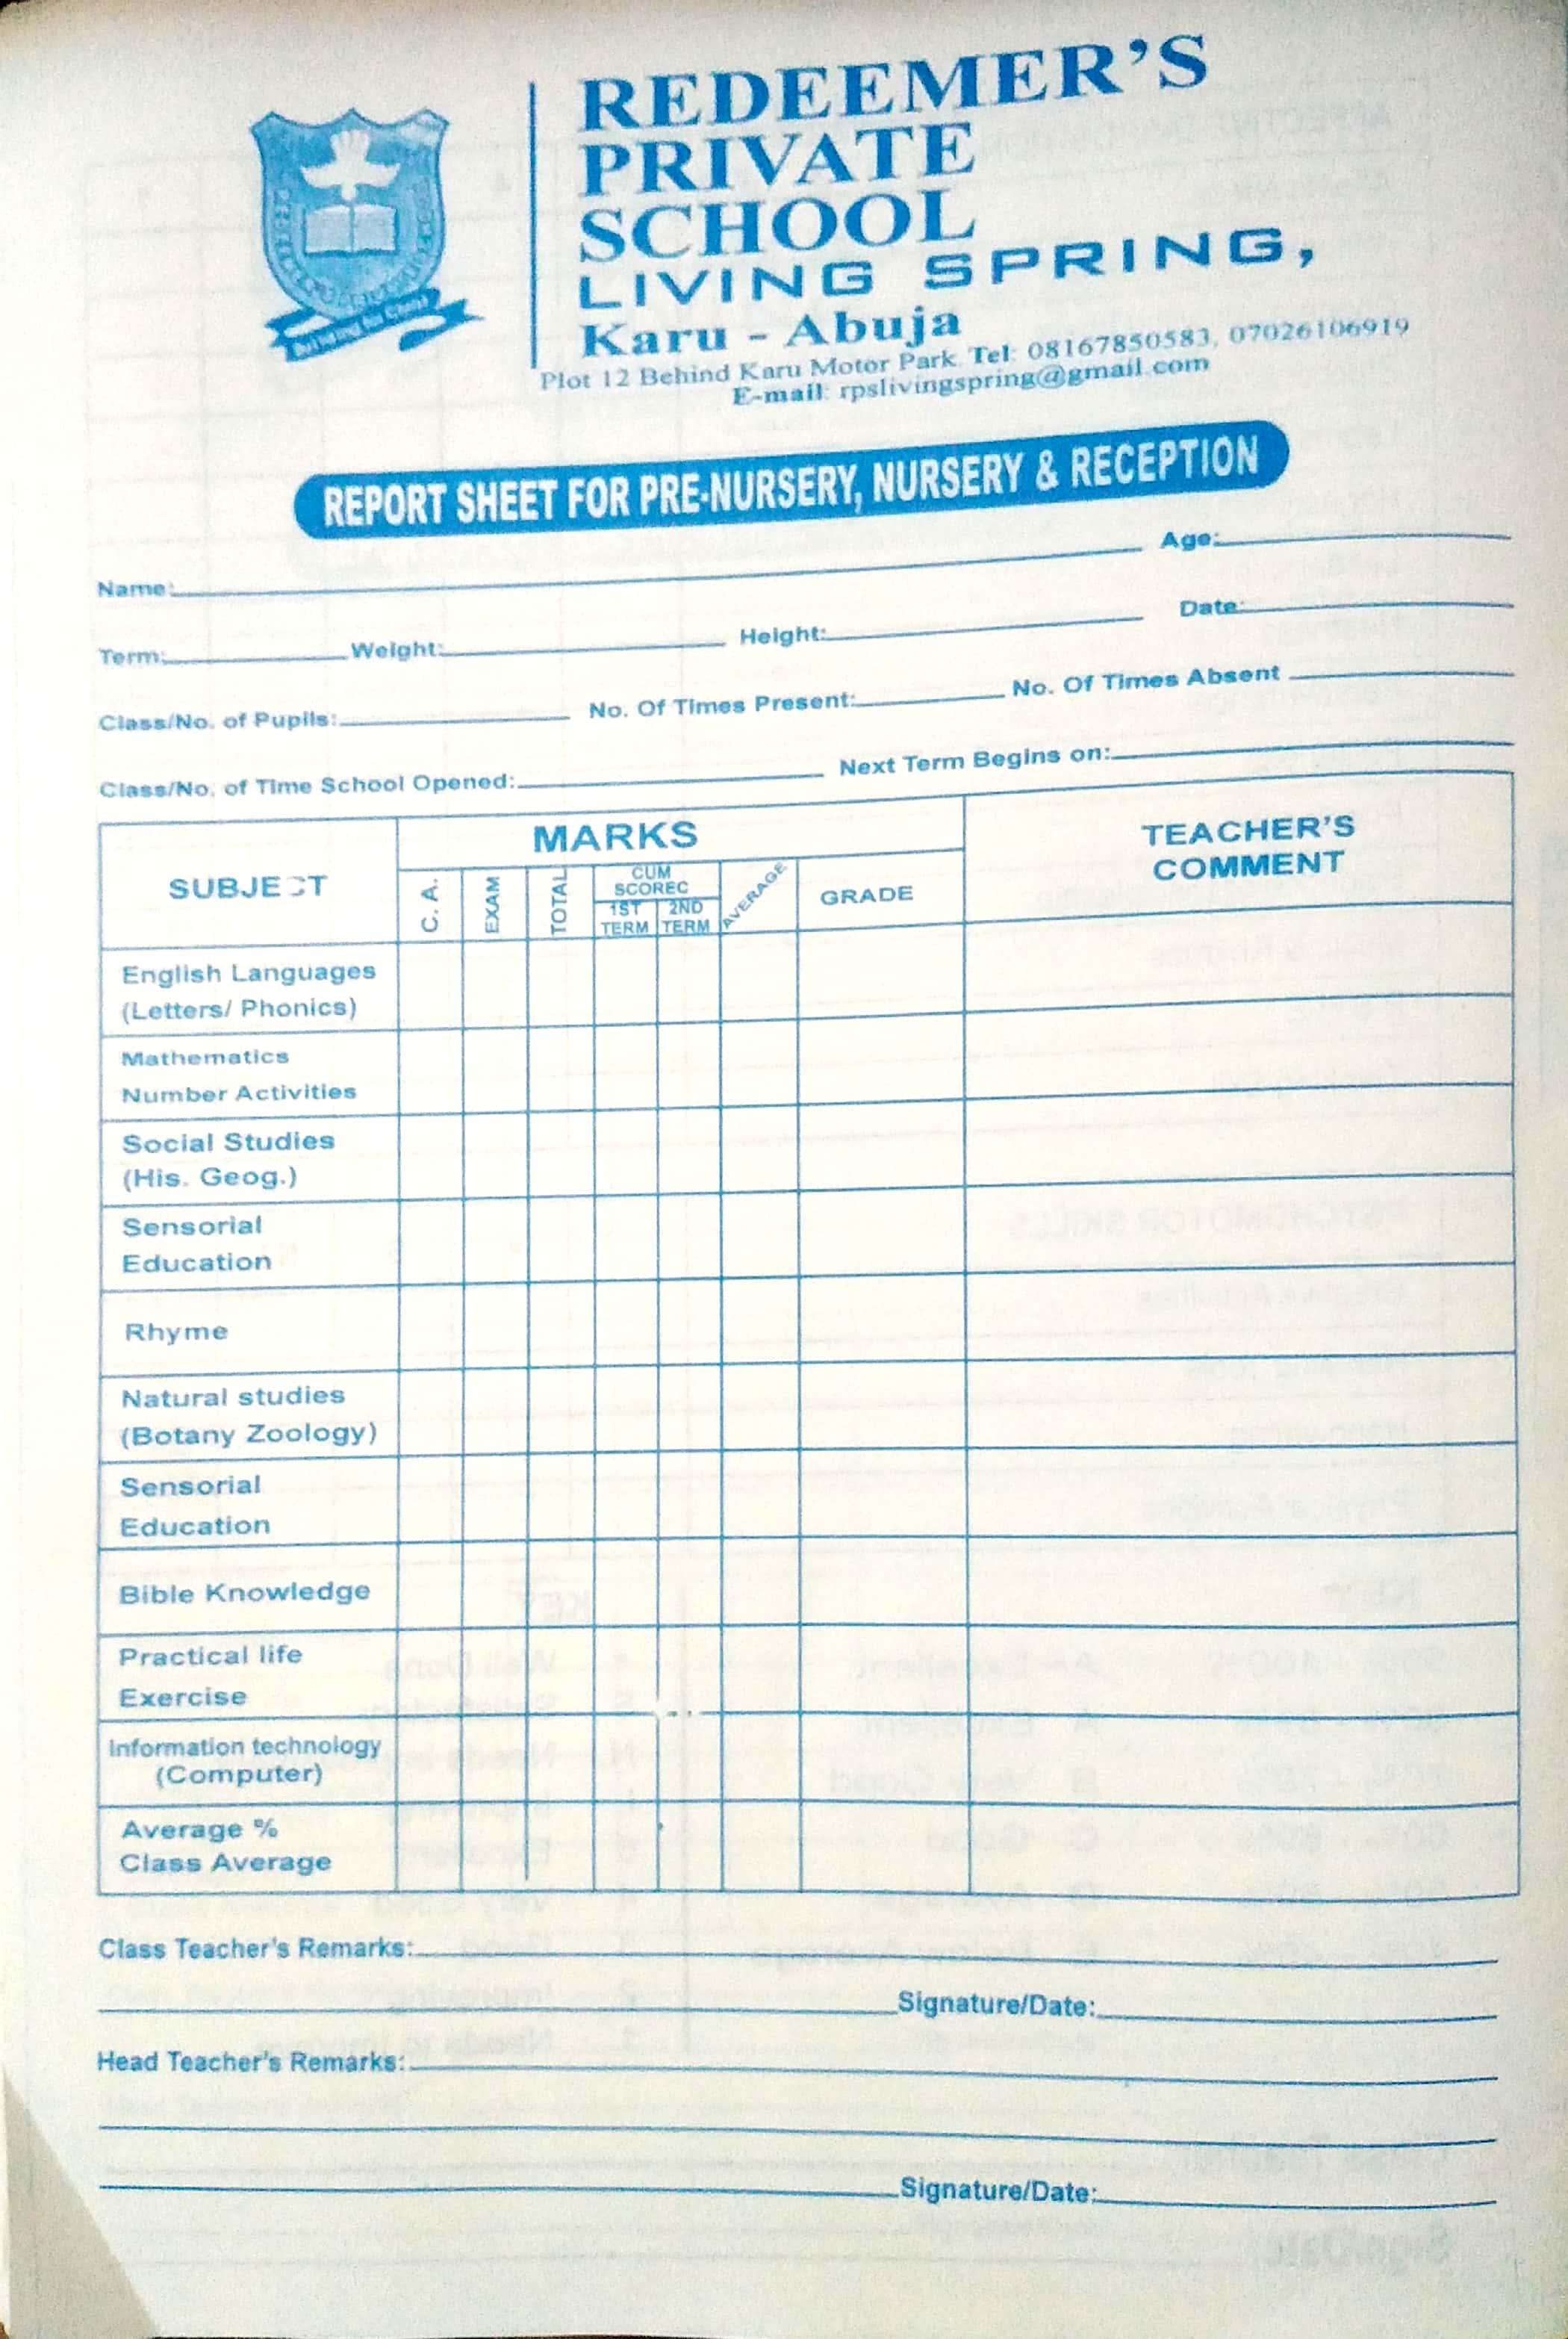 REDEEMER'S
PRIVATE
SCHOOL
LIVING SPRING,
Karu - Abuja
Plot 12 Behind Karu Motor Park. Tel: 08167850583, 07026106919
E-mail: rpslivingspring@gmail.com
REPORT SHEET FOR PRE-NURSERY, NURSERY & RECEPTION
Name: Age:
Term: Weight: Height: Date:
Class/No. of Pupils: No. Of Times Present: No. Of Times Absent
Class/No. of Time School Opened: Next Term Begins on:
SUBJECT
MARKS
TEACHER'S
COMMENT
C. A.
EXAM
TOTAL
CUM
SCOREC
1ST
TERM
2ND
TERM
AVERAGE
GRADE
English Languages
(Letters/ Phonics)
Mathematics
Number Activities
Social Studies
(His. Geog.)
Sensorial
Education
Rhyme
Natural studies
(Botany Zoology)
Sensorial
Education
Bible Knowledge
Practical life
Exercise
Information technology
(Computer)
Average %
Class Average
Class Teacher's Remarks:
Signature/Date:
Head Teacher's Remarks:
Signature/Date: